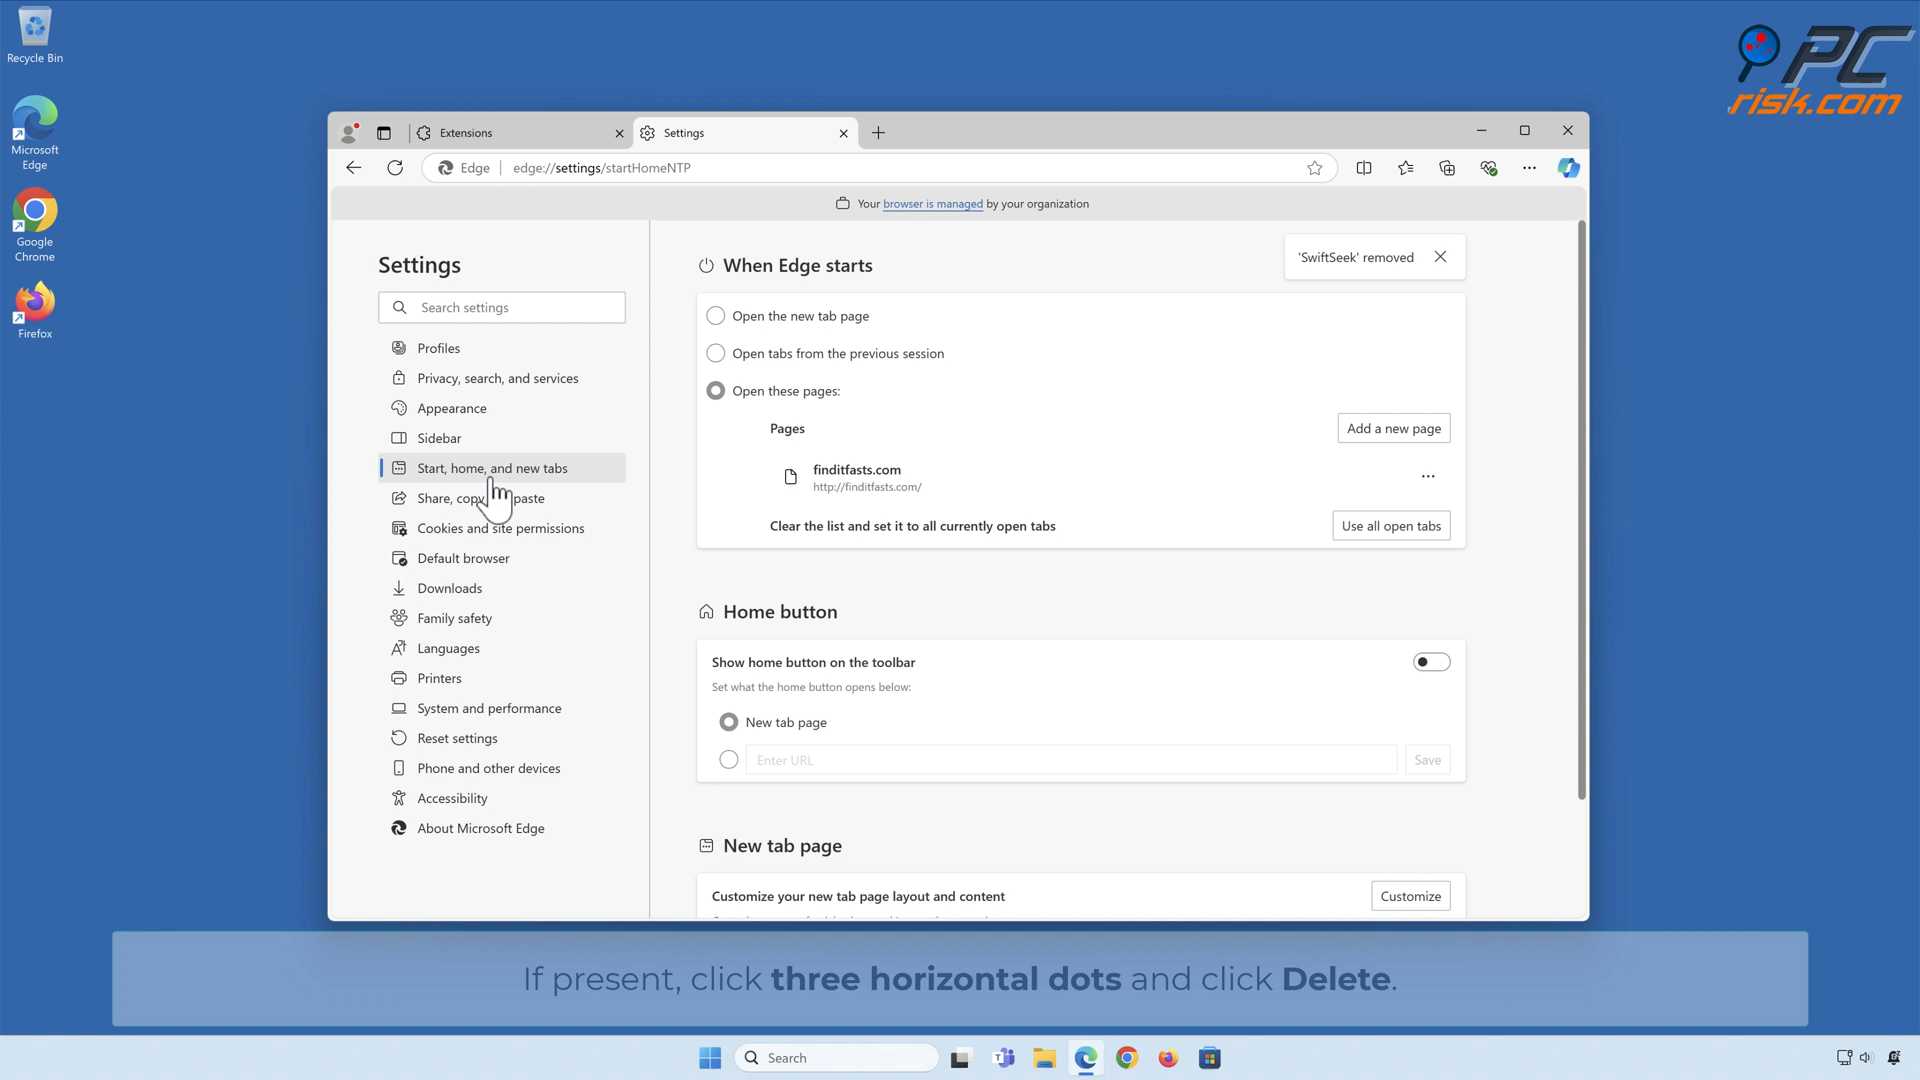 Recycle Bin
Microsoft
Edge
Google
Chrome
Firefox
PC
risk.com
Extensions
Settings
Edge
edge://settings/startHomeNTP
Your browser is managed by your organization
Settings
Search settings
Profiles
Privacy, search, and services
Appearance
Sidebar
Start, home, and new tabs
Share, copy paste
Cookies and site permissions
Default browser
Downloads
Family safety
Languages
Printers
System and performance
Reset settings
Phone and other devices
Accessibility
About Microsoft Edge
When Edge starts
'SwiftSeek' removed
Open the new tab page
Open tabs from the previous session
Open these pages:
Pages
Add a new page
finditfasts.com
http://finditfasts.com/
Clear the list and set it to all currently open tabs
Use all open tabs
Home button
Show home button on the toolbar
Set what the home button opens below:
New tab page
Enter URL
Save
New tab page
Customize your new tab page layout and content
Customize
If present, click three horizontal dots and click Delete.
Search